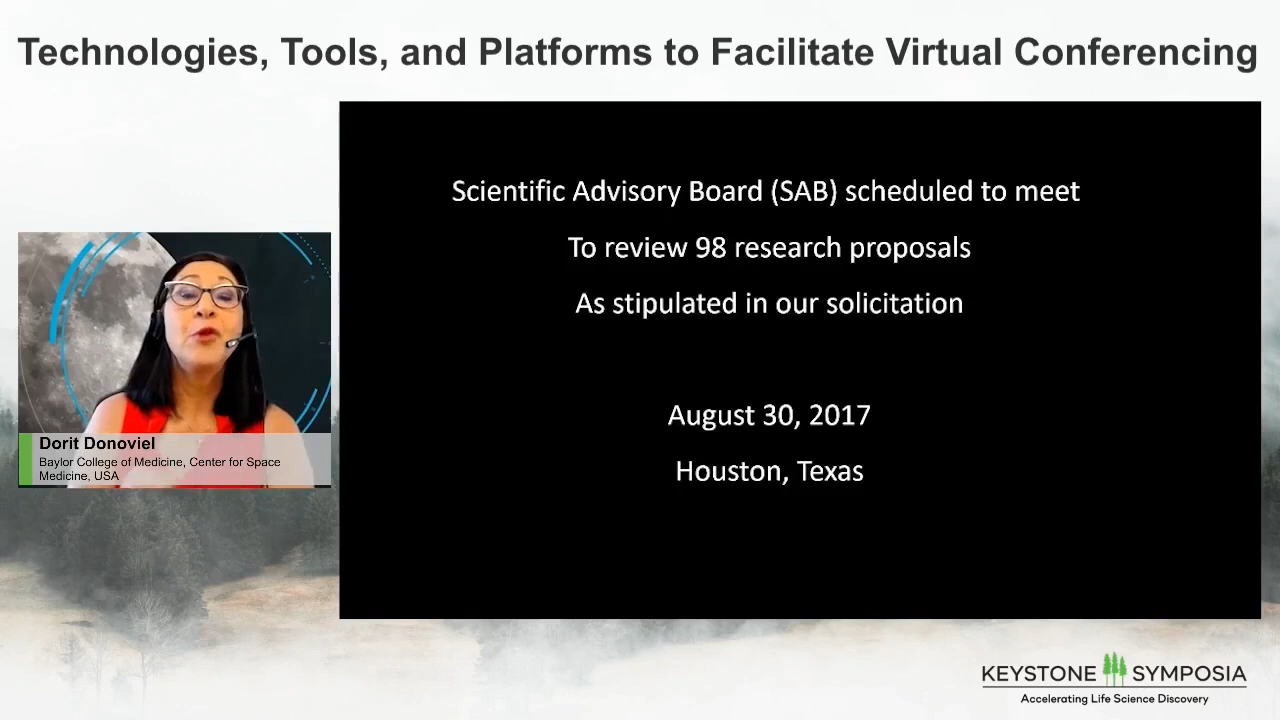 Technologies, Tools, and Platforms to Facilitate Virtual Conferencing
Scientific Advisory Board (SAB) scheduled to meet
To review 98 research proposals
As stipulated in our solicitation
August 30, 2017
Houston, Texas
Dorit Donoviel
Baylor College of Medicine, Center for Space
Medicine, USA
KEYSTONE SYMPOSIA
Accelerating Life Science Discovery